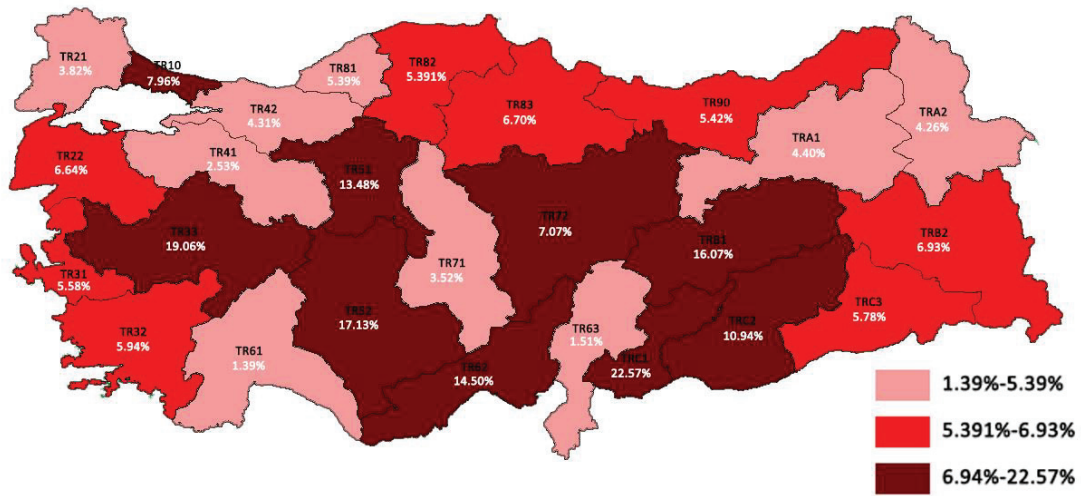 TR21
3.82%
TR10
7.96%
TR81
5.39%
TR82
5.391%
TR42
4.31%
TR83
6.70%
TR90
5.42%
TRA2
4.26%
TRA1
4.40%
TR22
6.64%
TR41
2.53%
TR51
13.48%
TR72
7.07%
TRB1
16.07%
TRB2
6.93%
TR33
19.06%
TR31
5.58%
TR71
3.52%
TRC3
5.78%
TR32
5.94%
TR52
17.13%
TR63
1.51%
TRC2
10.94%
TR61
1.39%
TR62
14.50%
TRC1
22.57%
1.39%-5.39%
5.391%-6.93%
6.94%-22.57%